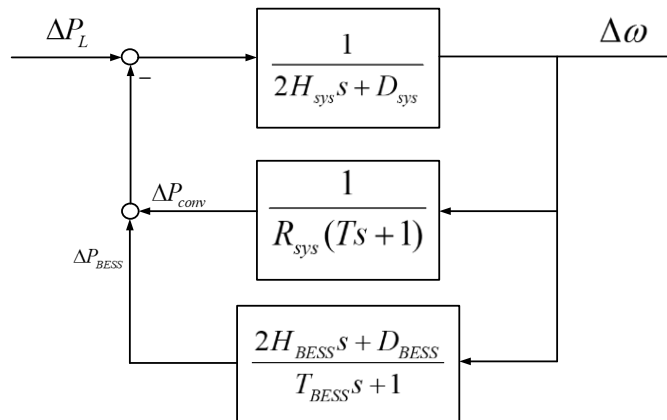 ΔP_L
−
1
2H_sys s + D_sys
Δω
ΔP_conv
1
R_sys (Ts + 1)
ΔP_BESS
2H_BESS s + D_BESS
T_BESS s + 1